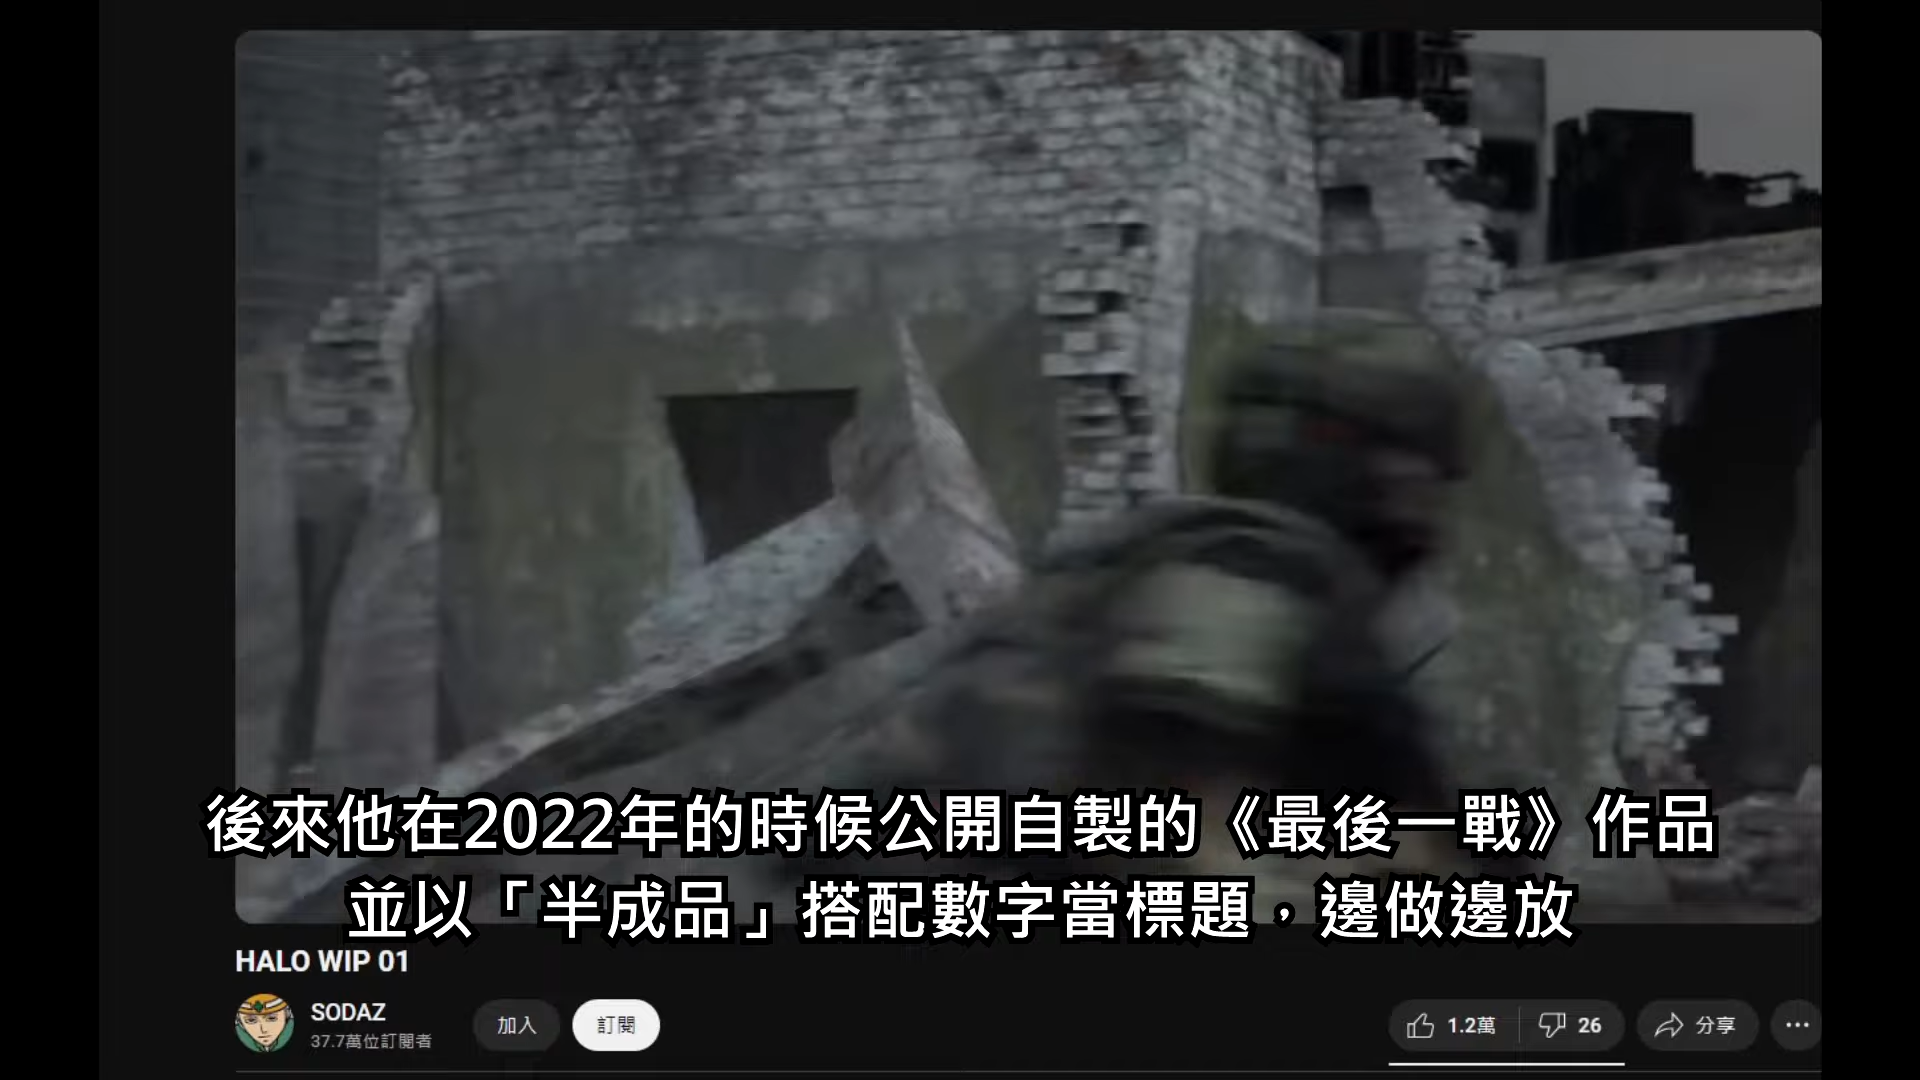 後來他在2022年的時候公開自製的《最後一戰》作品
並以「半成品」搭配數字當標題，邊做邊放
HALO WIP 01
SODAZ
37.7萬位訂閱者
加入
訂閱
1.2萬
26
分享